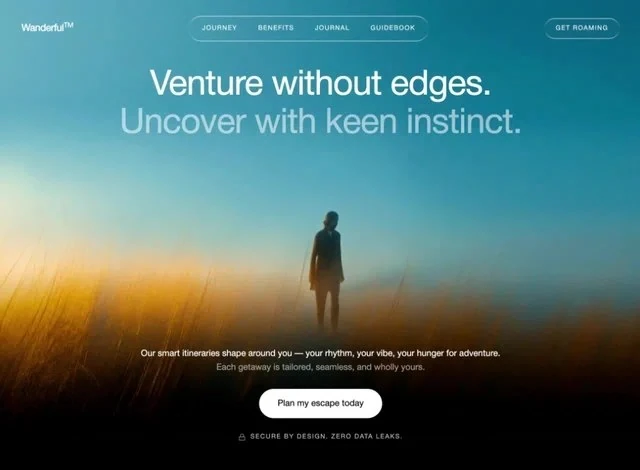 Wanderful™
JOURNEY BENEFITS JOURNAL GUIDEBOOK
GET ROAMING
Venture without edges.
Uncover with keen instinct.
Our smart itineraries shape around you — your rhythm, your vibe, your hunger for adventure.
Each getaway is tailored, seamless, and wholly yours.
Plan my escape today
SECURE BY DESIGN. ZERO DATA LEAKS.